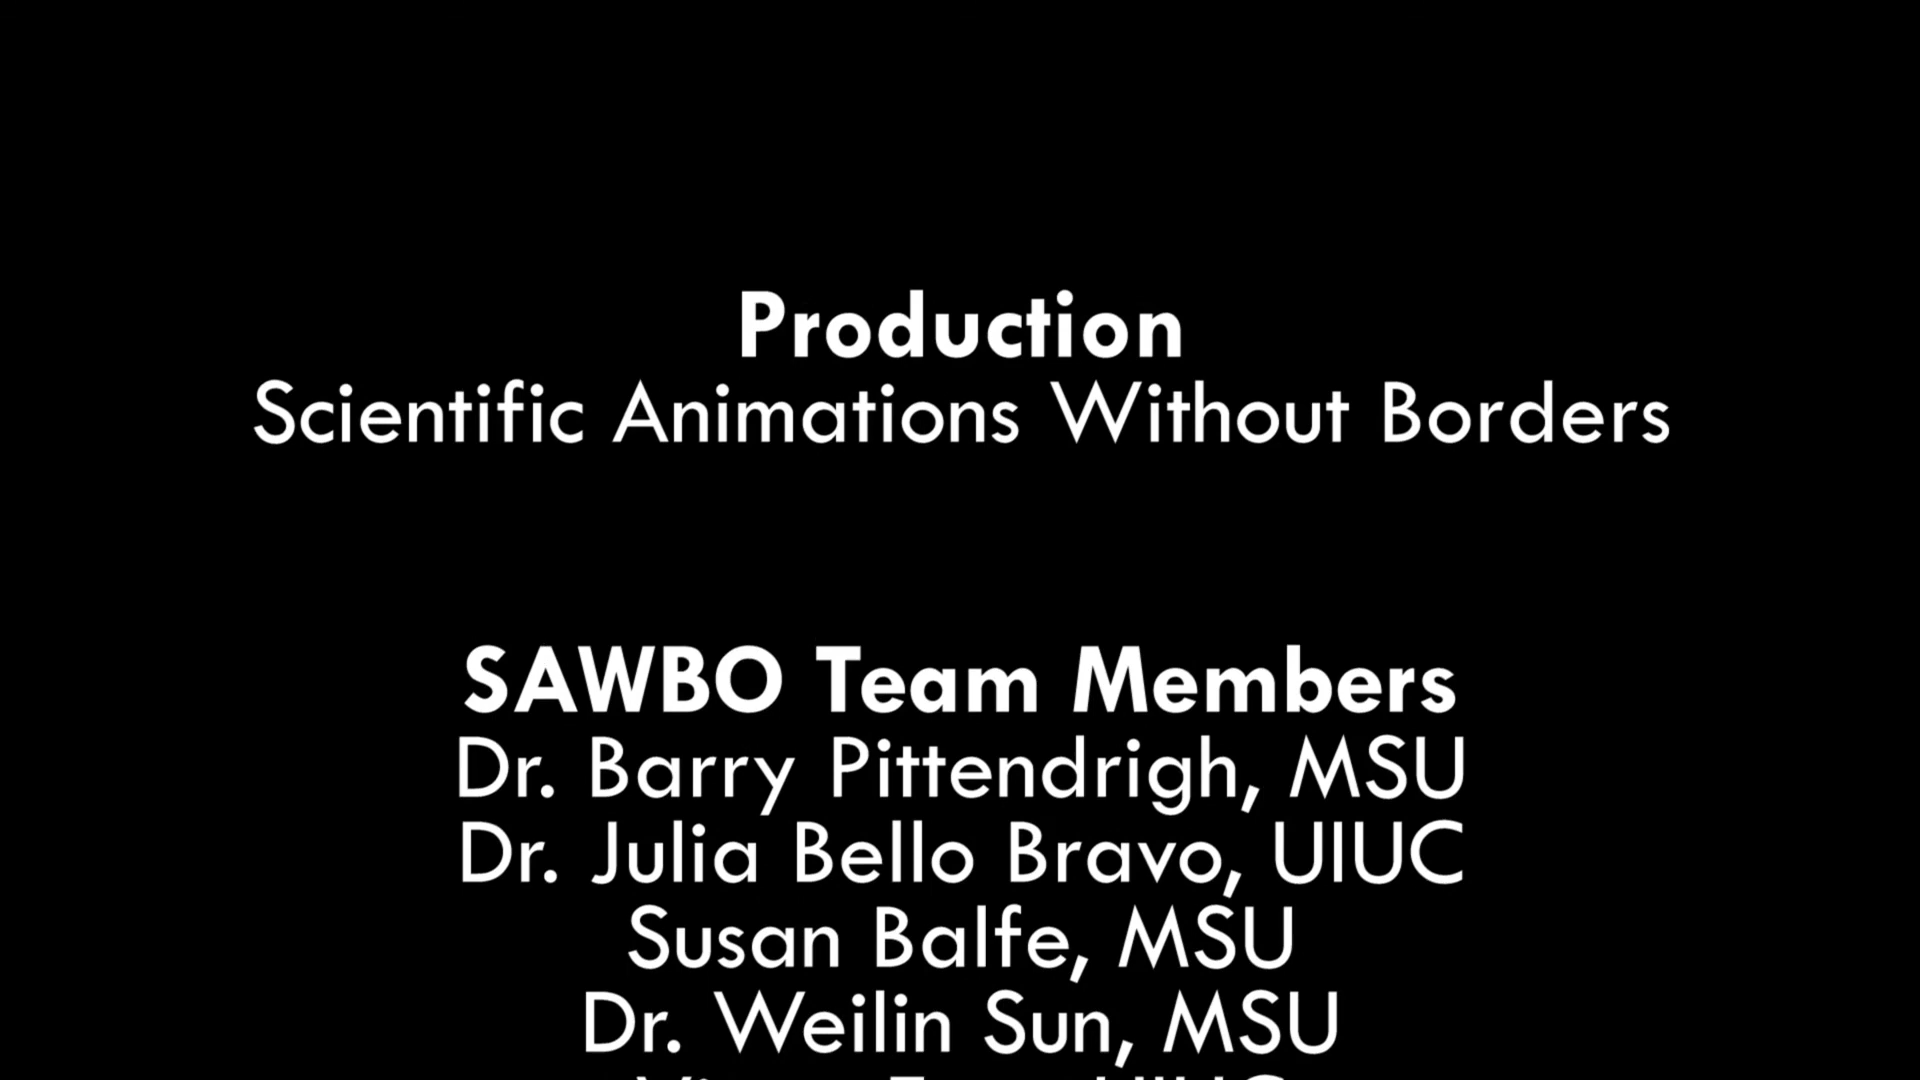 Production
Scientific Animations Without Borders
SAWBO Team Members
Dr. Barry Pittendrigh, MSU
Dr. Julia Bello Bravo, UIUC
Susan Balfe, MSU
Dr. Weilin Sun, MSU